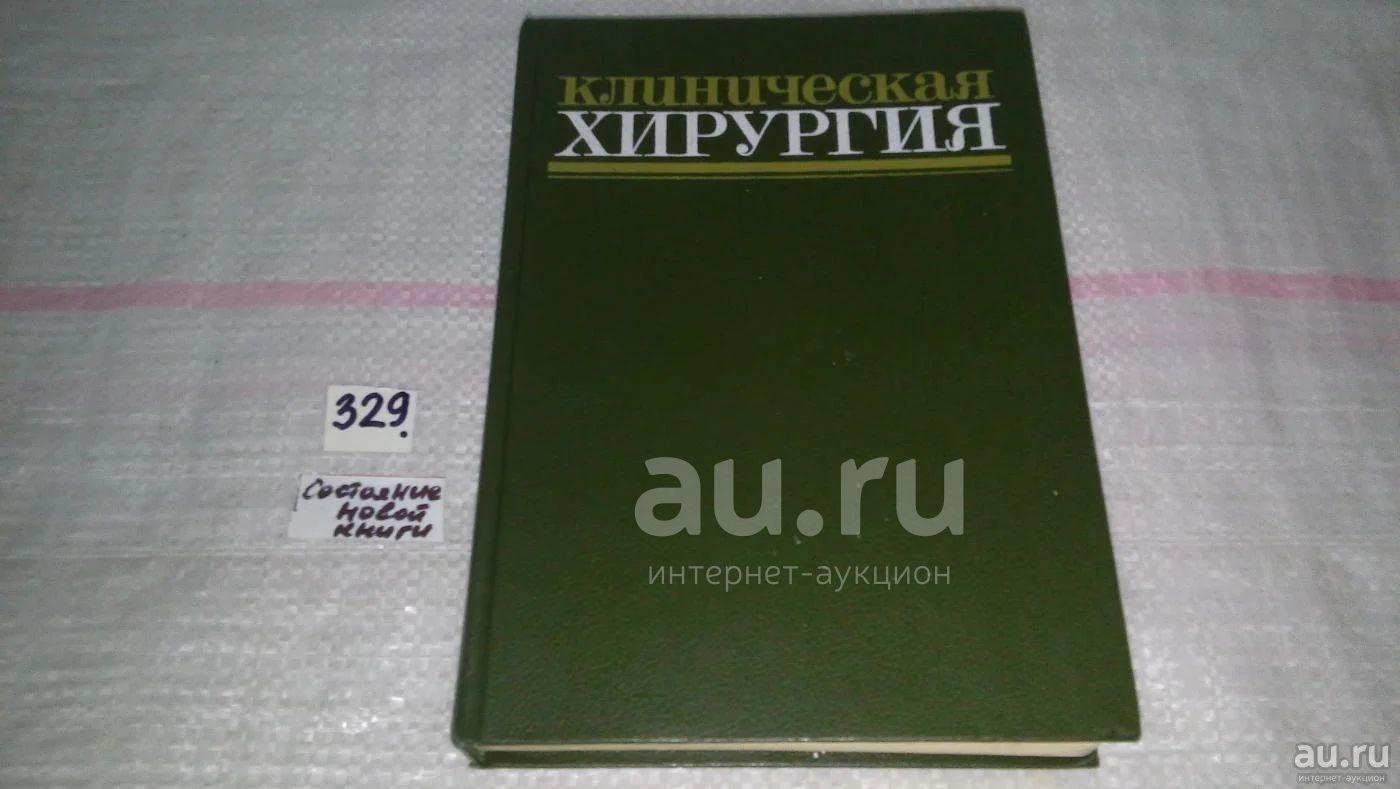 клиническая
ХИРУРГИЯ
329.
Состояние
новой
книги
au.ru
интернет-аукцион
au.ru
интернет-аукцион